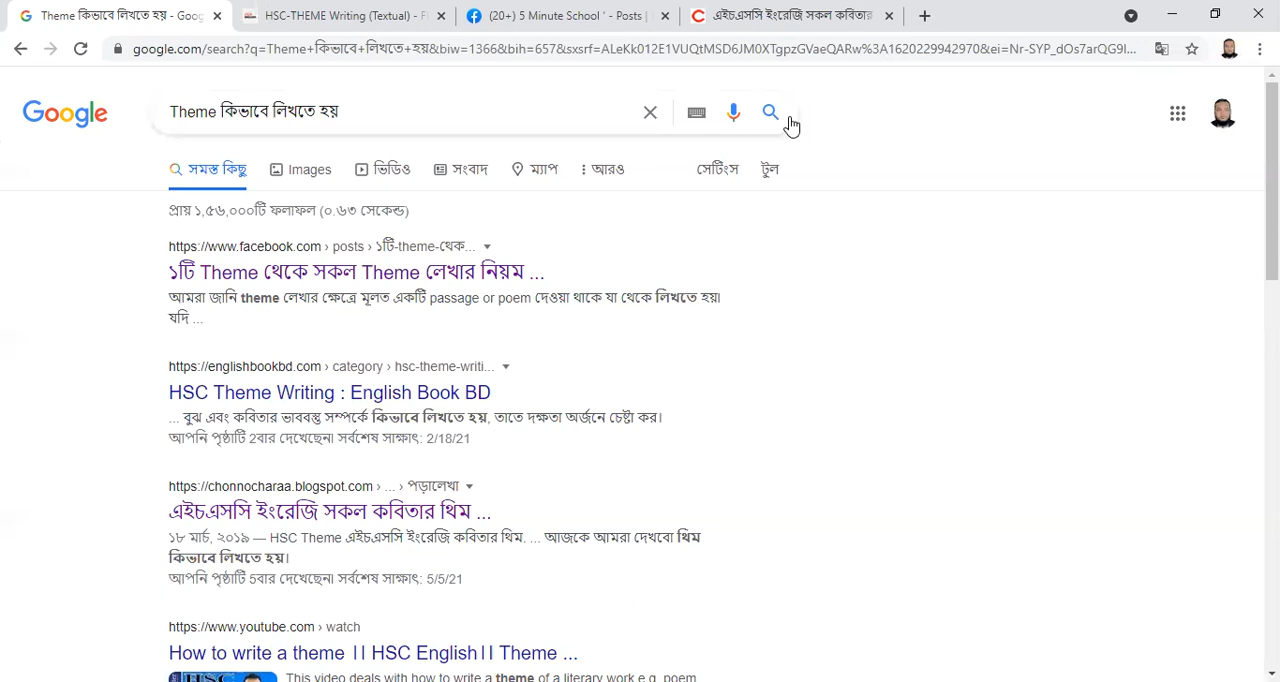 Theme কিভাবে লিখতে হয় - Goog
HSC-THEME Writing (Textual) - F
(20+) 5 Minute School ' - Posts |
এইচএসসি ইংরেজি সকল কবিতার
google.com/search?q=Theme+কিভাবে+লিখতে+হয়&biw=1366&bih=657&sxsrf=ALeKk012E1VUQtMSD6JM0XTgpzGVaeQARw%3A1620229942970&ei=Nr-SYP_dOs7arQG9I...
Google
Theme কিভাবে লিখতে হয়
সমস্ত কিছু Images ভিডিও সংবাদ ম্যাপ আরও সেটিংস টুল
প্রায় ১,৫৬,০০০টি ফলাফল (০.৬৩ সেকেন্ড)
https://www.facebook.com › posts › ১টি-theme-থেক...
১টি Theme থেকে সকল Theme লেখার নিয়ম ...
আমরা জানি theme লেখার ক্ষেত্রে মূলত একটি passage or poem দেওয়া থাকে যা থেকে লিখতে হয়।
যদি ...
https://englishbookbd.com › category › hsc-theme-writi...
HSC Theme Writing : English Book BD
... বুঝ এবং কবিতার ভাববস্তু সম্পর্কে কিভাবে লিখতে হয়, তাতে দক্ষতা অর্জনে চেষ্টা কর।
আপনি পৃষ্ঠাটি 2বার দেখেছেন। সর্বশেষ সাক্ষাৎ: 2/18/21
https://chonnocharaa.blogspot.com › ... › পড়ালেখা
এইচএসসি ইংরেজি সকল কবিতার থিম ...
১৮ মার্চ, ২০১৯ — HSC Theme এইচএসসি ইংরেজি কবিতার থিম. ... আজকে আমরা দেখবো থিম
কিভাবে লিখতে হয়।
আপনি পৃষ্ঠাটি 5বার দেখেছেন। সর্বশেষ সাক্ষাৎ: 5/5/21
https://www.youtube.com › watch
How to write a theme ।। HSC English।। Theme ...
This video deals with how to write a theme of a literary work e.g. poem